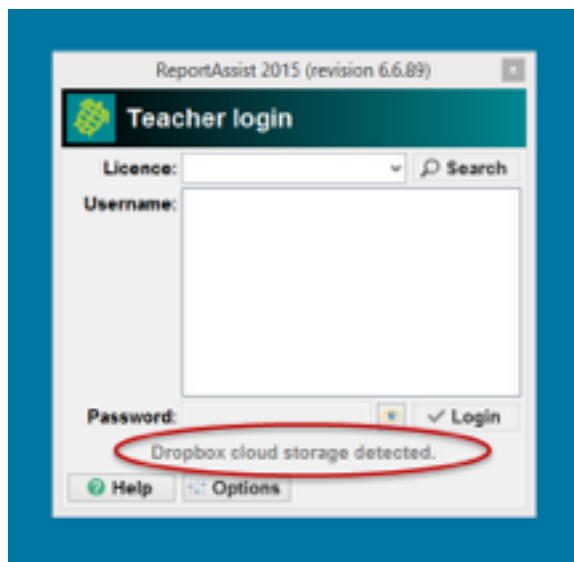 ReportAssist 2015 (revision 6.6.89)
Teacher login
Licence:
Search
Username:
Password:
Login
Dropbox cloud storage detected.
Help
Options